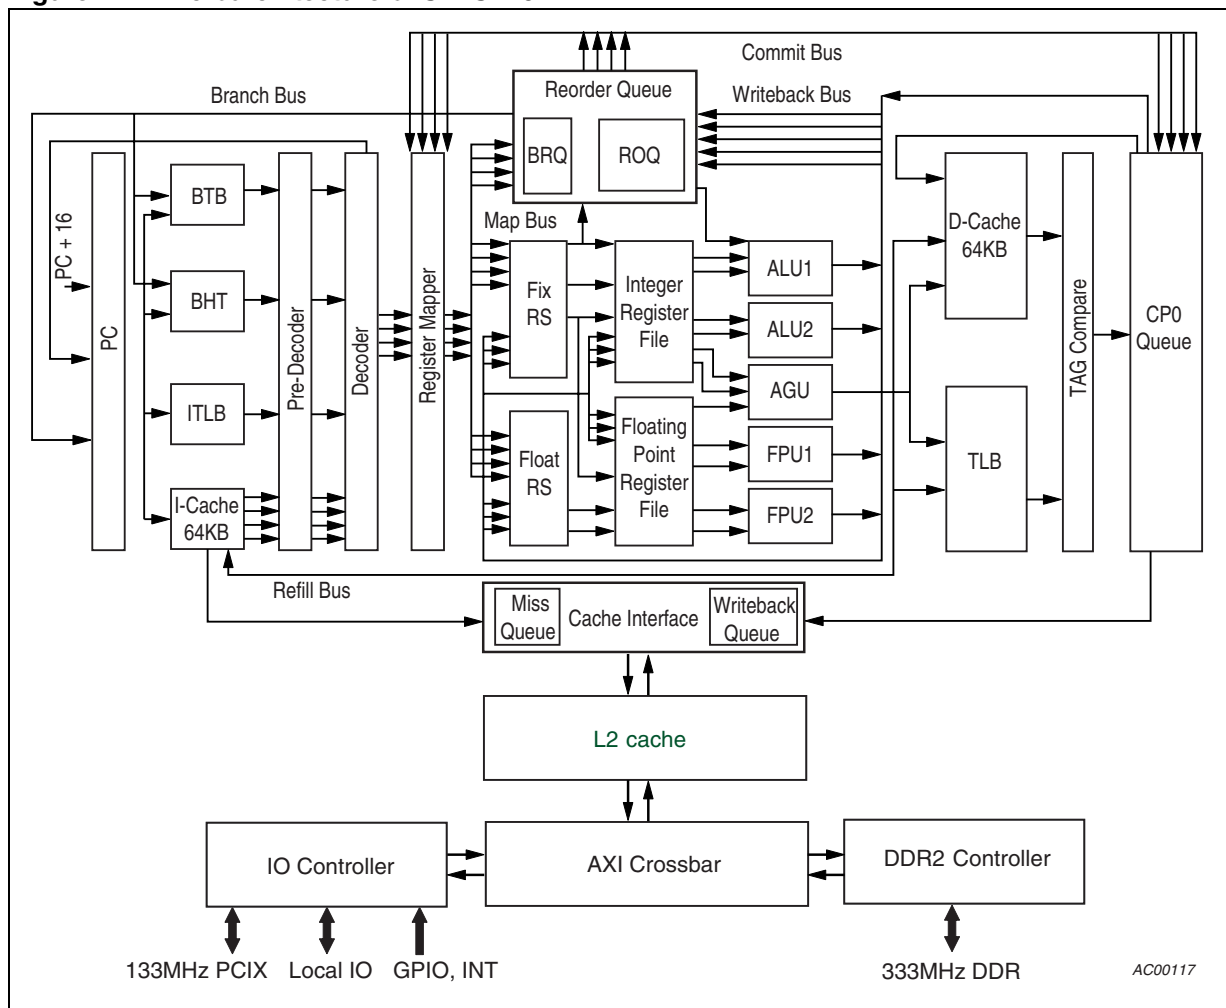 Commit Bus
Reorder Queue
Branch Bus
Writeback Bus
BRQ
ROQ
BTB
Map Bus
D-Cache
64KB
PC + 16
BHT
Fix
RS
Integer
Register
File
ALU1
ALU2
PC
Pre-Decoder
Decoder
Register Mapper
TAG Compare
CP0
Queue
ITLB
AGU
Floating
Point
Register
File
Float
RS
FPU1
TLB
I-Cache
64KB
FPU2
Refill Bus
Miss
Queue
Cache Interface
Writeback
Queue
L2 cache
IO Controller
AXI Crossbar
DDR2 Controller
133MHz PCIX
Local IO
GPIO, INT
333MHz DDR
AC00117